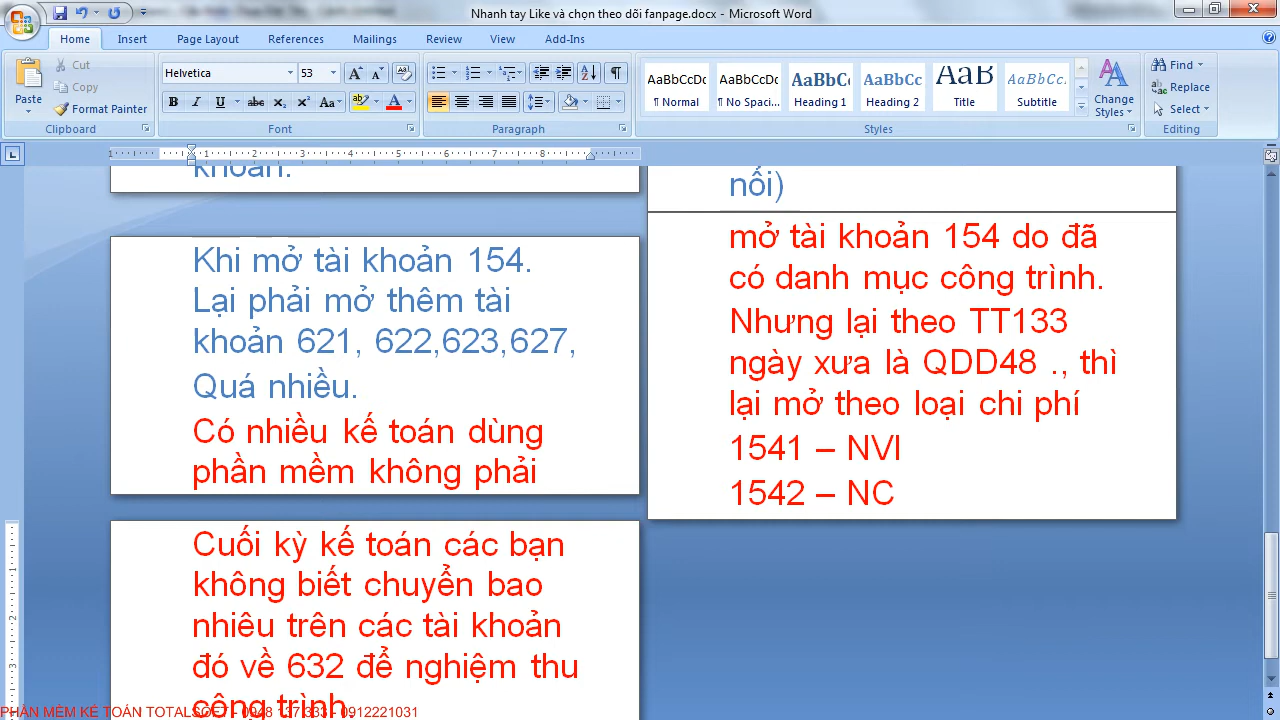 Nhanh tay Like và chọn theo dõi fanpage.docx - Microsoft Word
Home Insert Page Layout References Mailings Review View Add-Ins
Paste
Cut
Copy
Format Painter
Clipboard
Helvetica 53
Font
Paragraph
AaBbCcDc AaBbCcDc AaBbCc AaBbCc AaB AaBbCc.
¶ Normal ¶ No Spaci... Heading 1 Heading 2 Title Subtitle
Change Styles
Styles
Find
Replace
Select
Editing
khoản.
Khi mở tài khoản 154.
Lại phải mở thêm tài
khoản 621, 622,623,627,
Quá nhiều.
Có nhiều kế toán dùng
phần mềm không phải
nối)
mở tài khoản 154 do đã
có danh mục công trình.
Nhưng lại theo TT133
ngày xưa là QDD48 ., thì
lại mở theo loại chi phí
1541 – NVl
1542 – NC
Cuối kỳ kế toán các bạn
không biết chuyển bao
nhiêu trên các tài khoản
đó về 632 để nghiệm thu
công trình
PHẦN MỀM KẾ TOÁN TOTALSOFT - 0948 137 333 - 0912221031